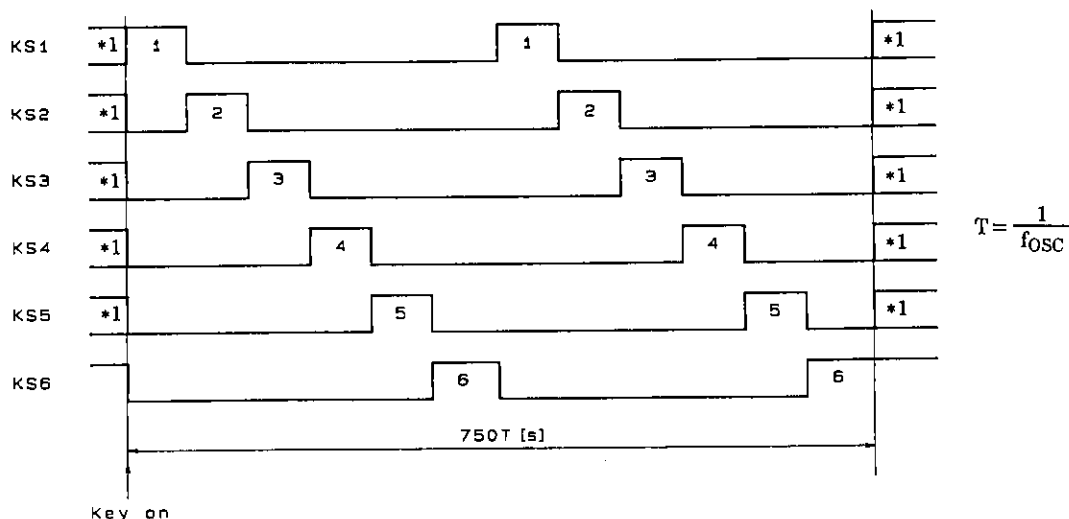 KS1 *1 1 1 *1
KS2 *1 2 2 *1
KS3 *1 3 3 *1
T= 1/fOSC
KS4 *1 4 4 *1
KS5 *1 5 5 *1
KS6 6 6
750T [s]
Key on